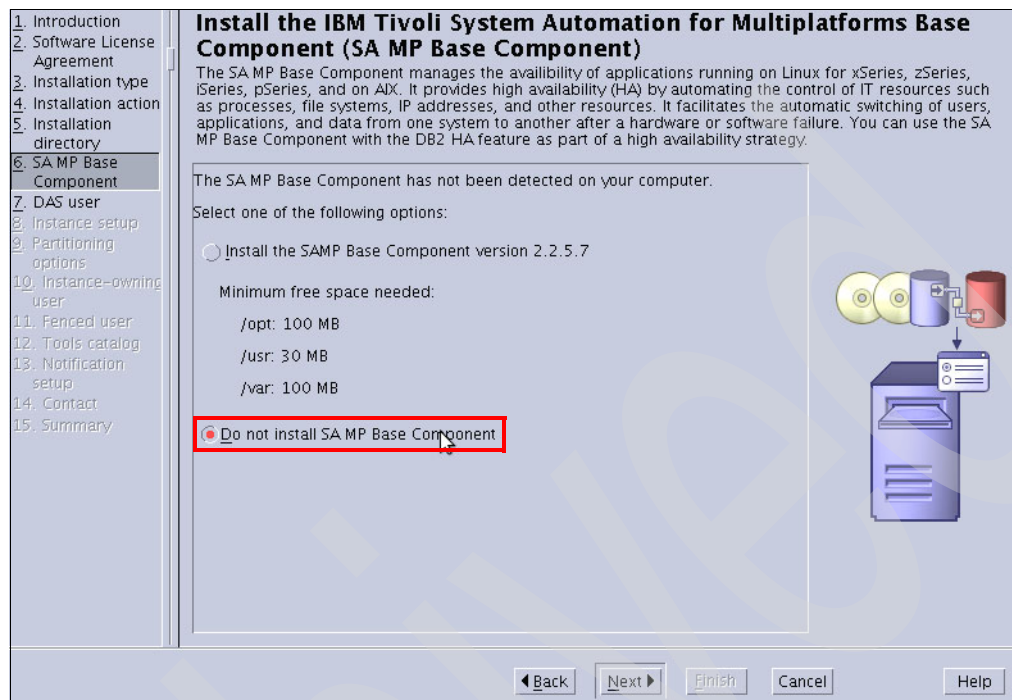 1. Introduction
2. Software License
Agreement
3. Installation type
4. Installation action
5. Installation
directory
6. SA MP Base
Component
7. DAS user
8. Instance setup
9. Partitioning
options
10. Instance-owning
user
11. Fenced user
12. Tools catalog
13. Notification
setup
14. Contact
15. Summary
Install the IBM Tivoli System Automation for Multiplatforms Base
Component (SA MP Base Component)
The SA MP Base Component manages the availibility of applications running on Linux for xSeries, zSeries,
iSeries, pSeries, and on AIX. It provides high availability (HA) by automating the control of IT resources such
as processes, file systems, IP addresses, and other resources. It facilitates the automatic switching of users,
applications, and data from one system to another after a hardware or software failure. You can use the SA
MP Base Component with the DB2 HA feature as part of a high availability strategy.
The SA MP Base Component has not been detected on your computer.
Select one of the following options:
Install the SAMP Base Component version 2.2.5.7
Minimum free space needed:
/opt: 100 MB
/usr: 30 MB
/var: 100 MB
Do not install SA MP Base Component
Back Next Finish Cancel Help